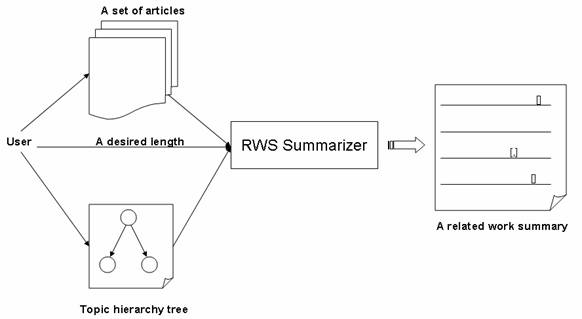 A set of articles
User
A desired length
RWS Summarizer
[]
[,]
[]
A related work summary
Topic hierarchy tree